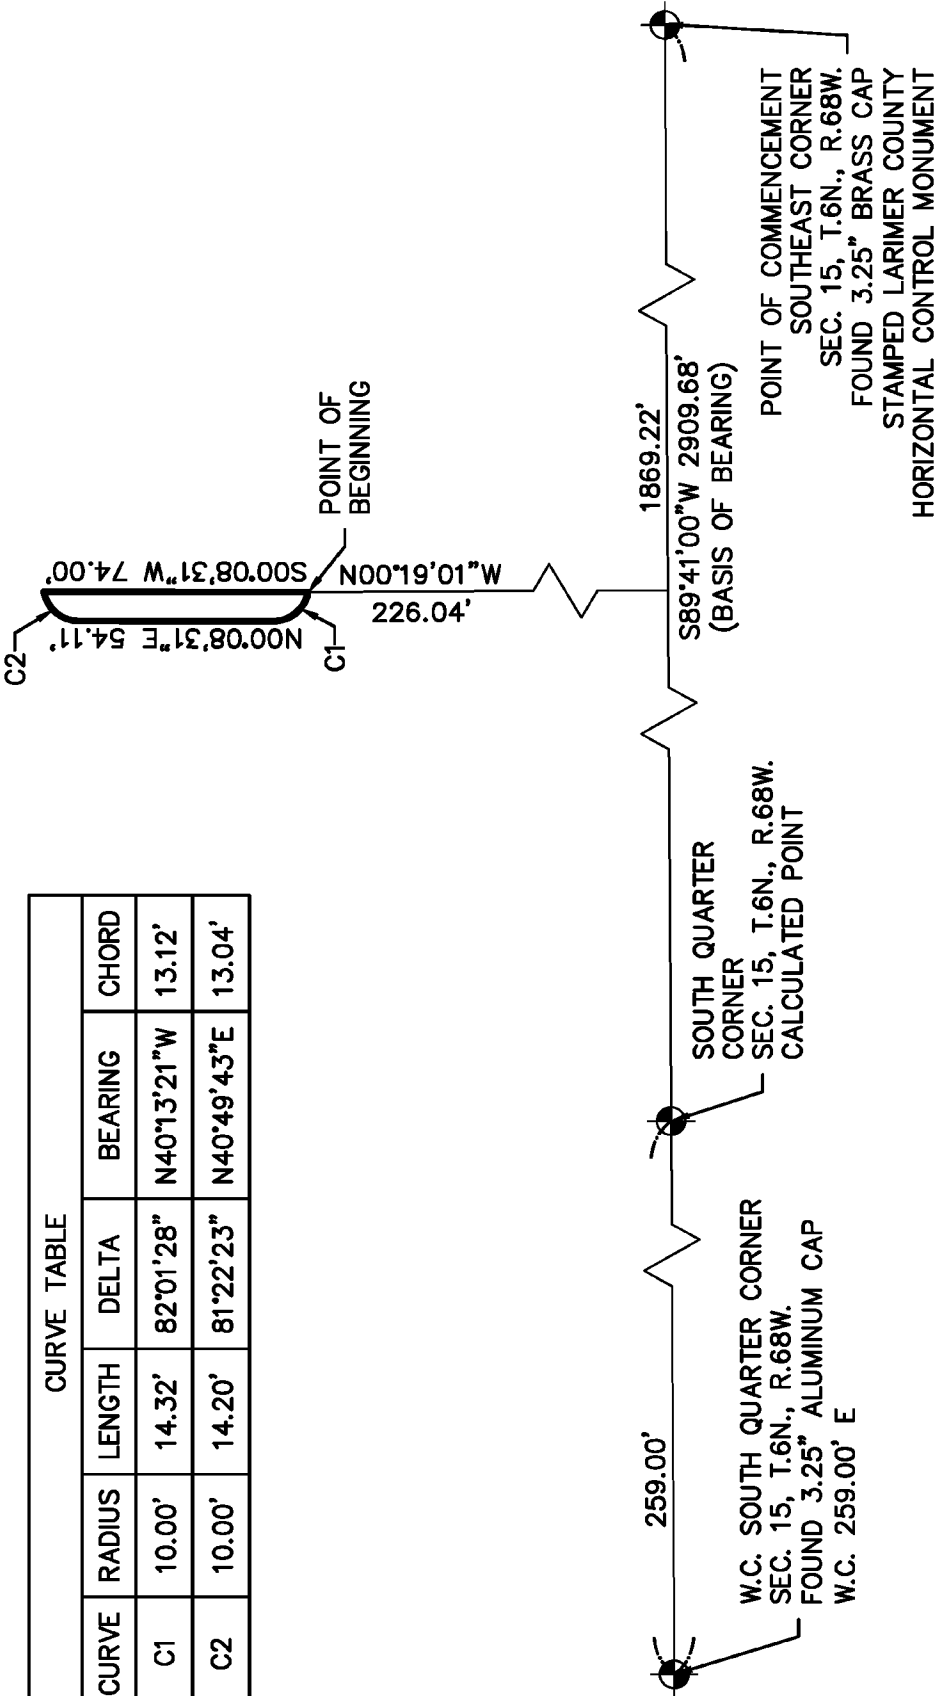 CURVE TABLE
CURVE RADIUS LENGTH DELTA BEARING CHORD
C1 10.00' 14.32' 82°01'28" N40°13'21"W 13.12'
C2 10.00' 14.20' 81°22'23" N40°49'43"E 13.04'
C2
N00°08'31"E 54.11'
S00°08'31"W 74.00'
C1
POINT OF
BEGINNING
N00°19'01"W
226.04'
1869.22'
S89°41'00"W 2909.68'
(BASIS OF BEARING)
POINT OF COMMENCEMENT
SOUTHEAST CORNER
SEC. 15, T.6N., R.68W.
FOUND 3.25" BRASS CAP
STAMPED LARIMER COUNTY
HORIZONTAL CONTROL MONUMENT
SOUTH QUARTER
CORNER
SEC. 15, T.6N., R.68W.
CALCULATED POINT
259.00'
W.C. SOUTH QUARTER CORNER
SEC. 15, T.6N., R.68W.
FOUND 3.25" ALUMINUM CAP
W.C. 259.00' E